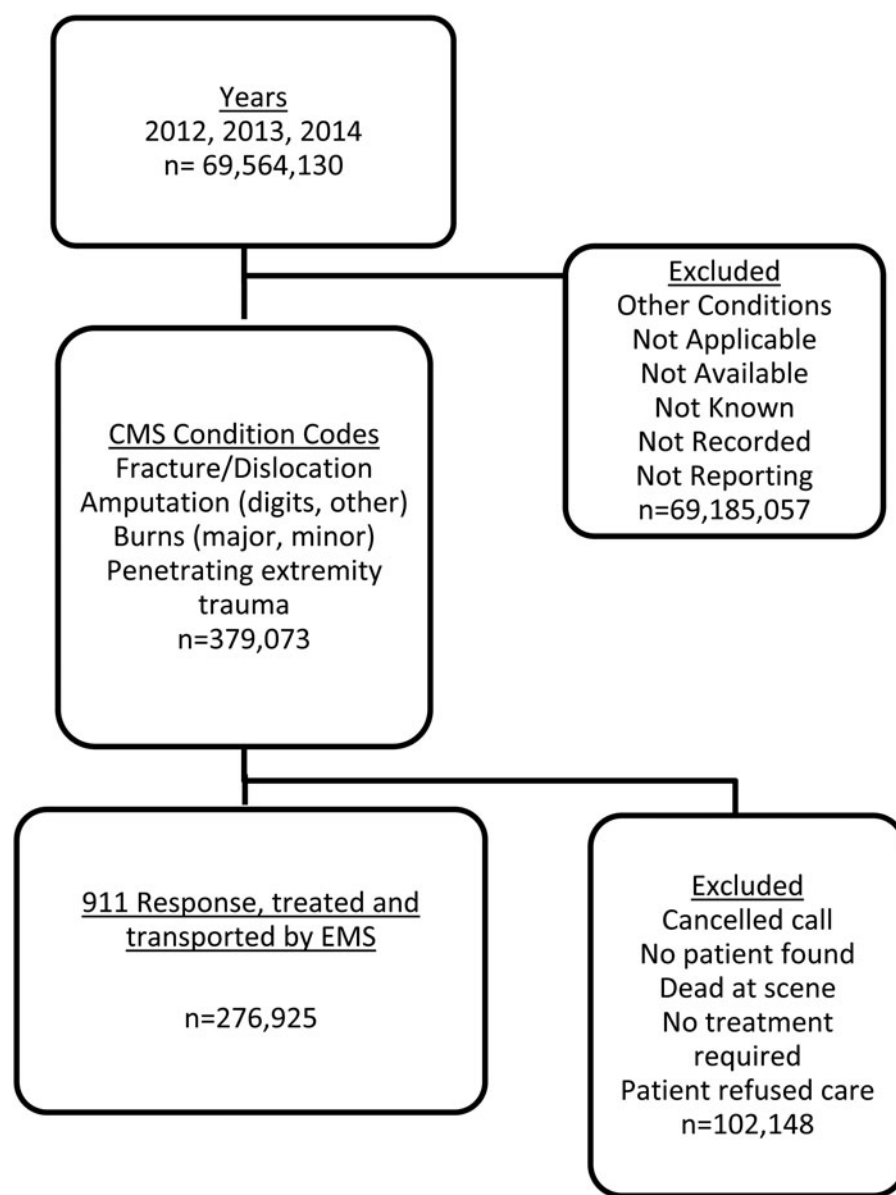 Years
2012, 2013, 2014
n= 69,564,130
Excluded
Other Conditions
Not Applicable
Not Available
Not Known
Not Recorded
Not Reporting
n=69,185,057
CMS Condition Codes
Fracture/Dislocation
Amputation (digits, other)
Burns (major, minor)
Penetrating extremity
trauma
n=379,073
911 Response, treated and
transported by EMS
n=276,925
Excluded
Cancelled call
No patient found
Dead at scene
No treatment
required
Patient refused care
n=102,148